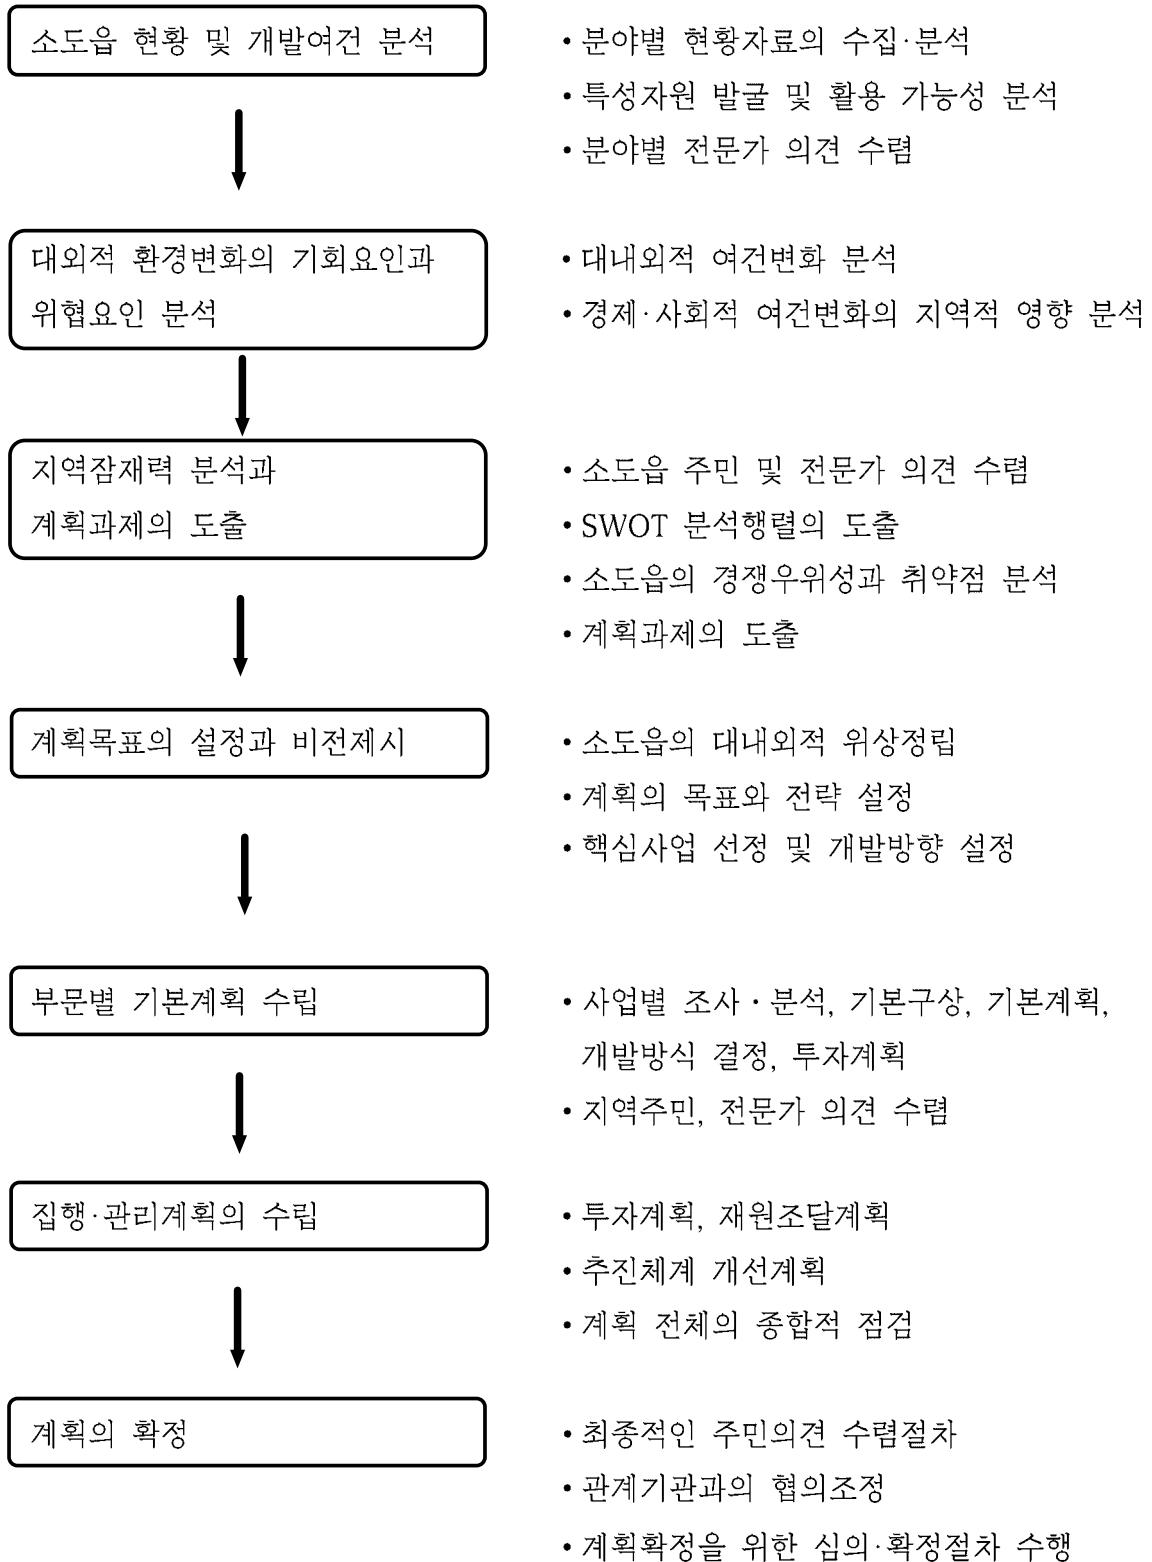 소도읍 현황 및 개발여건 분석
• 분야별 현황자료의 수집·분석
• 특성자원 발굴 및 활용 가능성 분석
• 분야별 전문가 의견 수렴
대외적 환경변화의 기회요인과
위협요인 분석
• 대내외적 여건변화 분석
• 경제·사회적 여건변화의 지역적 영향 분석
지역잠재력 분석과
계획과제의 도출
• 소도읍 주민 및 전문가 의견 수렴
• SWOT 분석행렬의 도출
• 소도읍의 경쟁우위성과 취약점 분석
• 계획과제의 도출
계획목표의 설정과 비전제시
• 소도읍의 대내외적 위상정립
• 계획의 목표와 전략 설정
• 핵심사업 선정 및 개발방향 설정
부문별 기본계획 수립
• 사업별 조사·분석, 기본구상, 기본계획,
개발방식 결정, 투자계획
• 지역주민, 전문가 의견 수렴
집행·관리계획의 수립
• 투자계획, 재원조달계획
• 추진체계 개선계획
• 계획 전체의 종합적 점검
계획의 확정
• 최종적인 주민의견 수렴절차
• 관계기관과의 협의조정
• 계획확정을 위한 심의·확정절차 수행